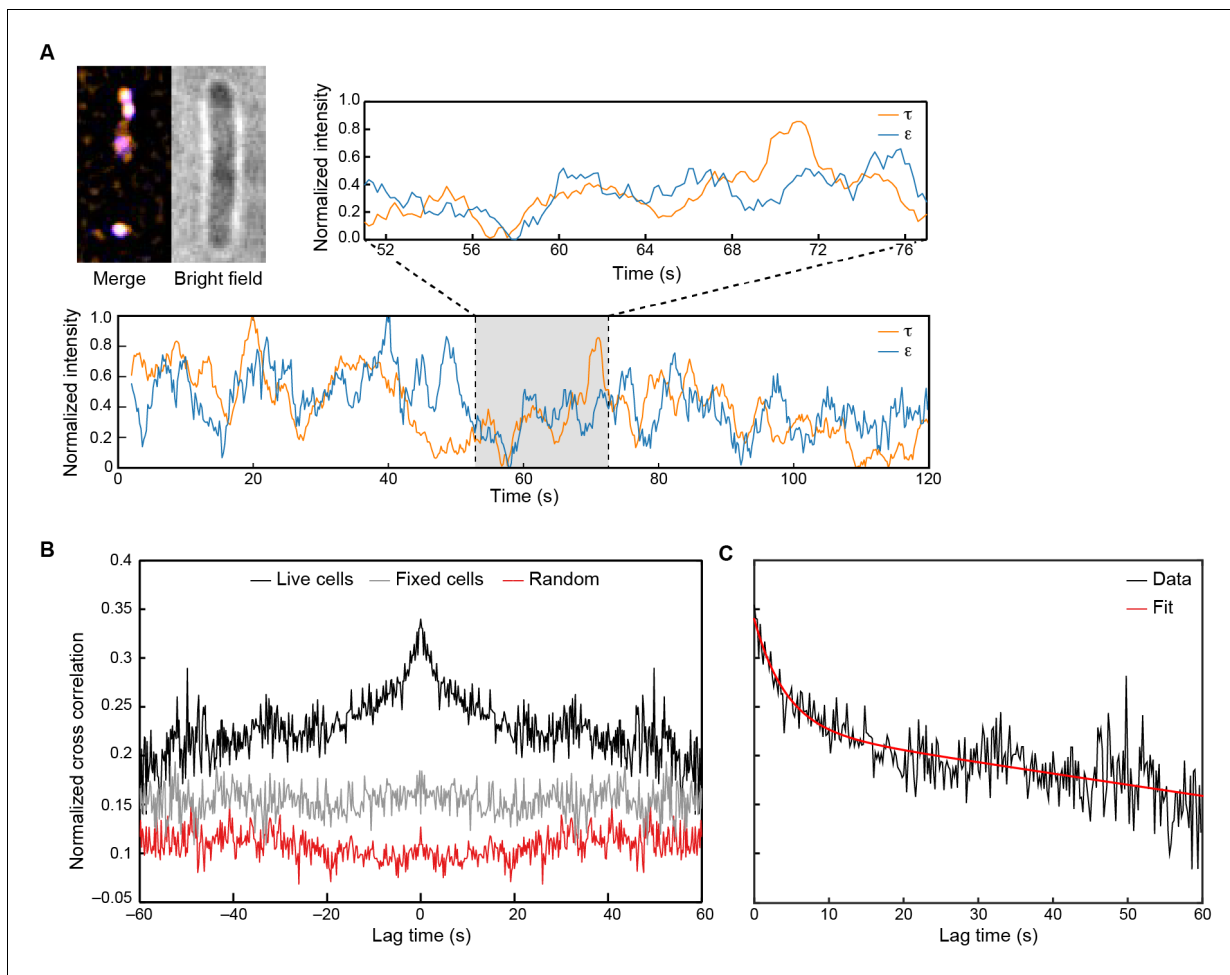 A
Merge
Bright field
Normalized intensity
1.0
0.8
0.6
0.4
0.2
0.0
τ
ε
52
56
60
64
68
72
76
Time (s)
Normalized intensity
1.0
0.8
0.6
0.4
0.2
0
τ
ε
0
20
40
60
80
100
120
Time (s)
B
Normalized cross correlation
0.4
0.35
0.3
0.25
0.2
0.15
0.1
–0.05
Live cells
Fixed cells
Random
–60
–40
–20
0
20
40
60
Lag time (s)
C
Data
Fit
0
10
20
30
40
50
60
Lag time (s)